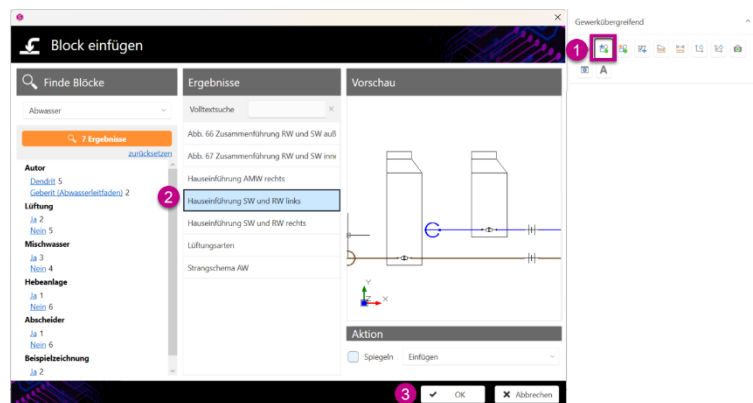 Block einfügen
Gewerkübergreifend
1
A
Finde Blöcke
Ergebnisse
Vorschau
Abwasser
7 Ergebnisse
zurücksetzen
Autor
Dendrit 5
Geberit (Abwasserleitfaden) 2
Lüftung
Ja 2
Nein 5
Mischwasser
Ja 3
Nein 4
Hebeanlage
Ja 1
Nein 6
Abscheider
Ja 1
Nein 6
Beispielzeichnung
Ja 2
Volltextsuche
Abb. 66 Zusammenführung RW und SW auß
Abb. 67 Zusammenführung RW und SW inne
Hauseinführung AMW rechts
2
Hauseinführung SW und RW links
Hauseinführung SW und RW rechts
Lüftungsarten
Strangschema AW
Y
Z
X
Aktion
Spiegeln
Einfügen
3
OK
Abbrechen